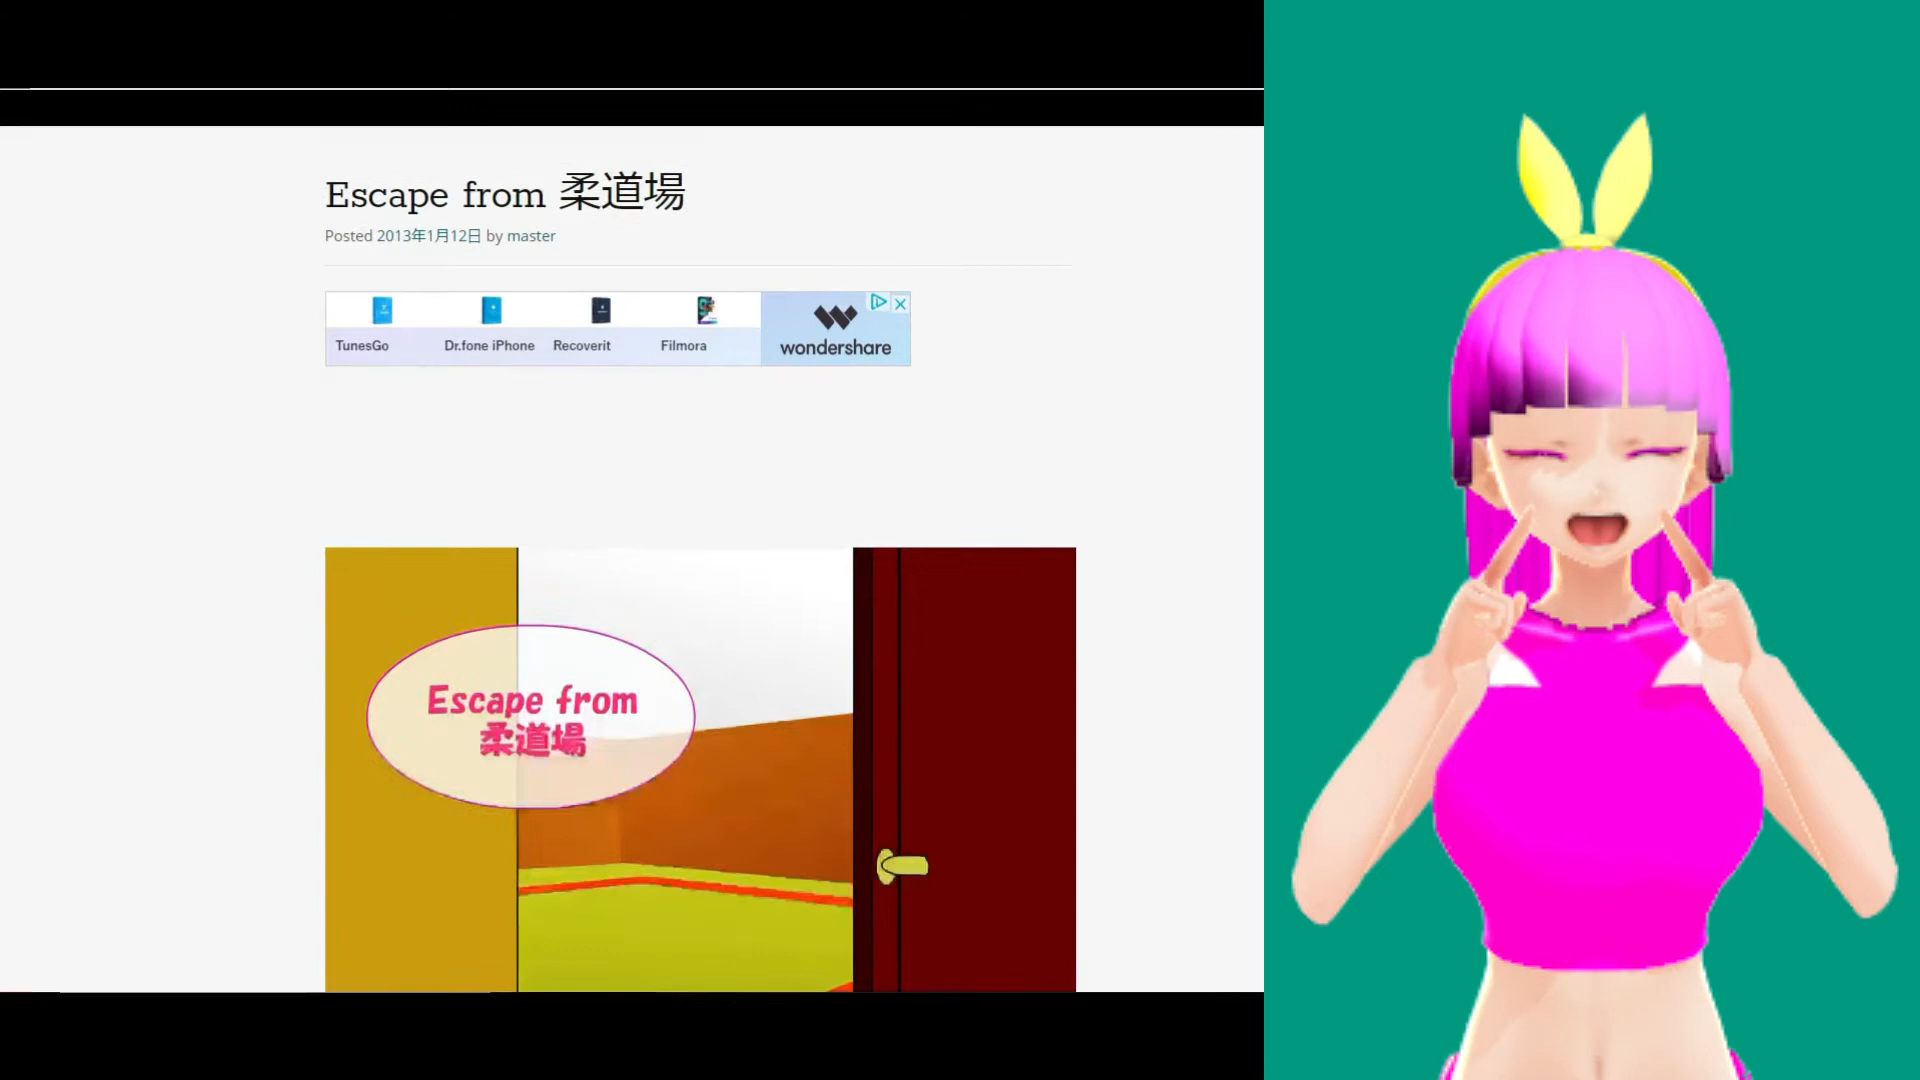 Escape from 柔道場
Posted 2013年1月12日 by master
TunesGo Dr.fone iPhone Recoverit Filmora wondershare
Escape from
柔道場